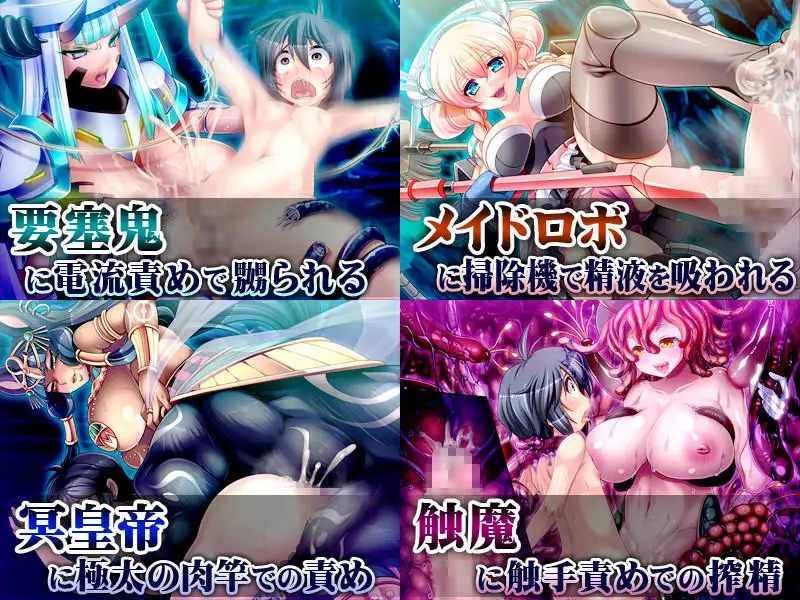 要塞鬼
に電流責めで嬲られる
メイドロボ
に掃除機で精液を吸われる
冥皇帝
に極太の肉竿での責め
触魔
に触手責めでの搾精